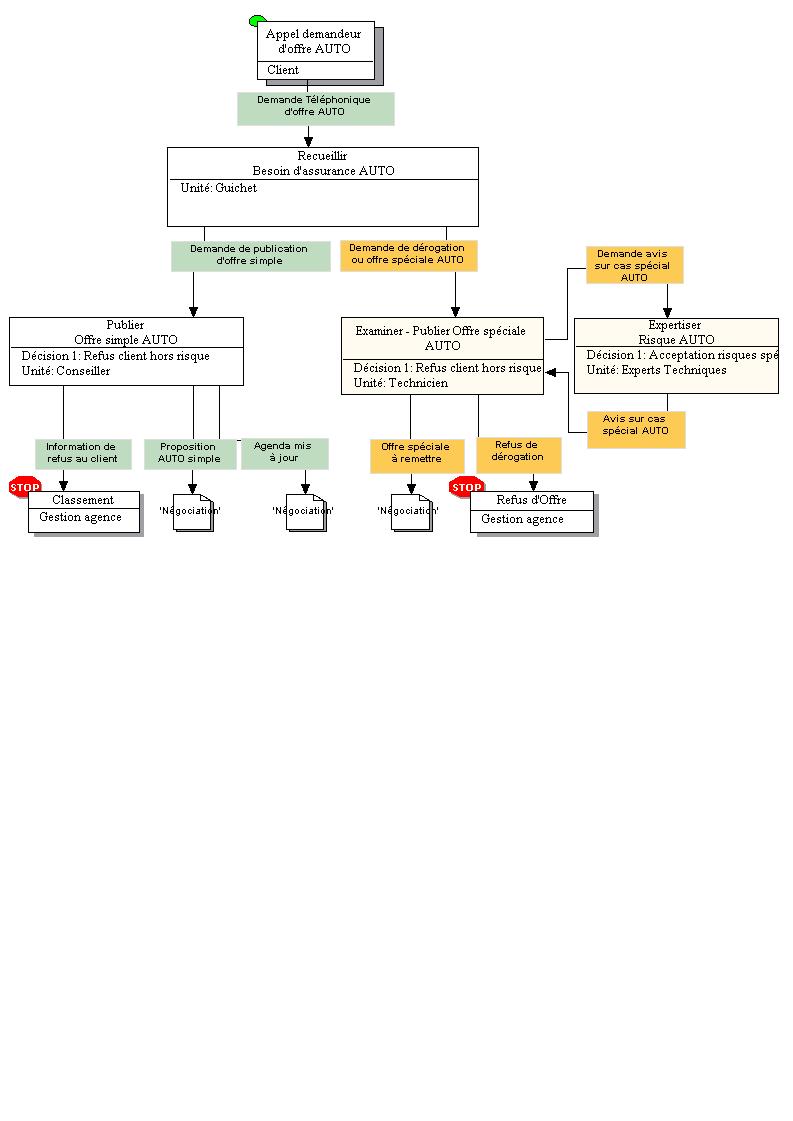 Appel demandeur
d'offre AUTO
Client
Demande Téléphonique
d'offre AUTO
Recueillir
Besoin d'assurance AUTO
Unité: Guichet
Demande de publication
d'offre simple
Demande de dérogation
ou offre spéciale AUTO
Demande avis
sur cas spécial
AUTO
Publier
Offre simple AUTO
Décision 1: Refus client hors risque
Unité: Conseiller
Examiner - Publier Offre spéciale
AUTO
Décision 1: Refus client hors risque
Unité: Technicien
Expertiser
Risque AUTO
Décision 1: Acceptation risques spé
Unité: Experts Techniques
Avis sur cas
spécial AUTO
Information de
refus au client
Proposition
AUTO simple
Agenda mis
à jour
Offre spéciale
à remettre
Refus de
dérogation
STOP
Classement
Gestion agence
'Négociation'
'Négociation'
'Négociation'
STOP
Refus d'Offre
Gestion agence